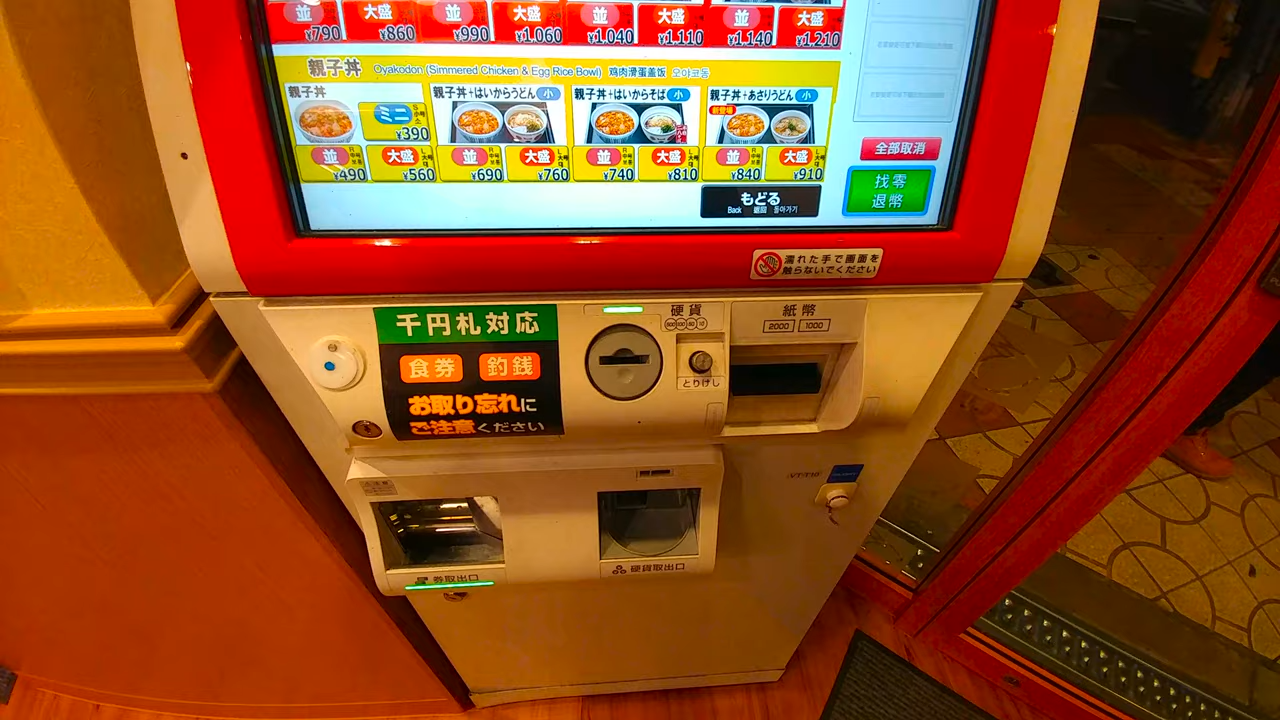 並 大盛 並 大盛 並 大盛 並 大盛
¥790 ¥860 ¥990 ¥1,060 ¥1,040 ¥1,110 ¥1,140 ¥1,210
親子丼 Oyakodon (Simmered Chicken & Egg Rice Bowl) 鸡肉滑蛋盖饭 오야코동
親子丼 親子丼+はいからうどん 小 親子丼+はいからそば 小 親子丼+あさりうどん 小
新登場
ミニ
¥390
並 大盛 並 大盛 並 大盛 並 大盛
¥490 ¥560 ¥690 ¥760 ¥740 ¥810 ¥840 ¥910
全部取消
找零
退幣
もどる
Back 返回 돌아가기
濡れた手で画面を
触らないでください
千円札対応
食券 釣銭
お取り忘れに
ご注意ください
硬貨
500 100 50 10
とりけし
紙幣
2000 1000
VT-T10
券取出口
硬貨取出口